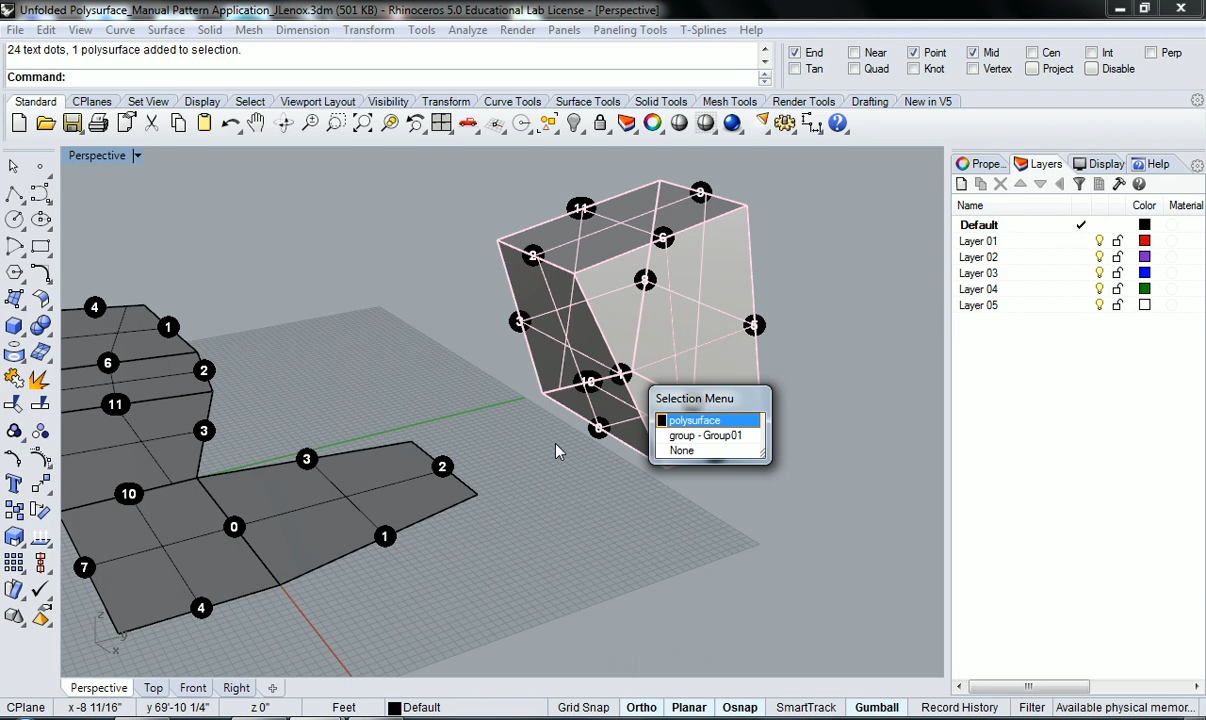 Unfolded Polysurface_Manual Pattern Application_JLenox.3dm (501 KB) - Rhinoceros 5.0 Educational Lab License - [Perspective]
File Edit View Curve Surface Solid Mesh Dimension Transform Tools Analyze Render Panels Paneling Tools T-Splines Help
24 text dots, 1 polysurface added to selection.
Command:
End Near Point Mid Cen Int Perp
Tan Quad Knot Vertex Project Disable
Standard CPlanes Set View Display Select Viewport Layout Visibility Transform Curve Tools Surface Tools Solid Tools Mesh Tools Render Tools Drafting New in V5
Perspective
Prope... Layers Display Help
Name Color Material
Default
Layer 01
Layer 02
Layer 03
Layer 04
Layer 05
11
2
3
10
4
1
6
2
11
3
3
2
10
0
1
7
4
Selection Menu
polysurface
group - Group01
None
z
y
x
Perspective Top Front Right
CPlane x -8 11/16" y 69'-10 1/4" z 0" Feet Default Grid Snap Ortho Planar Osnap SmartTrack Gumball Record History Filter Available physical memor...